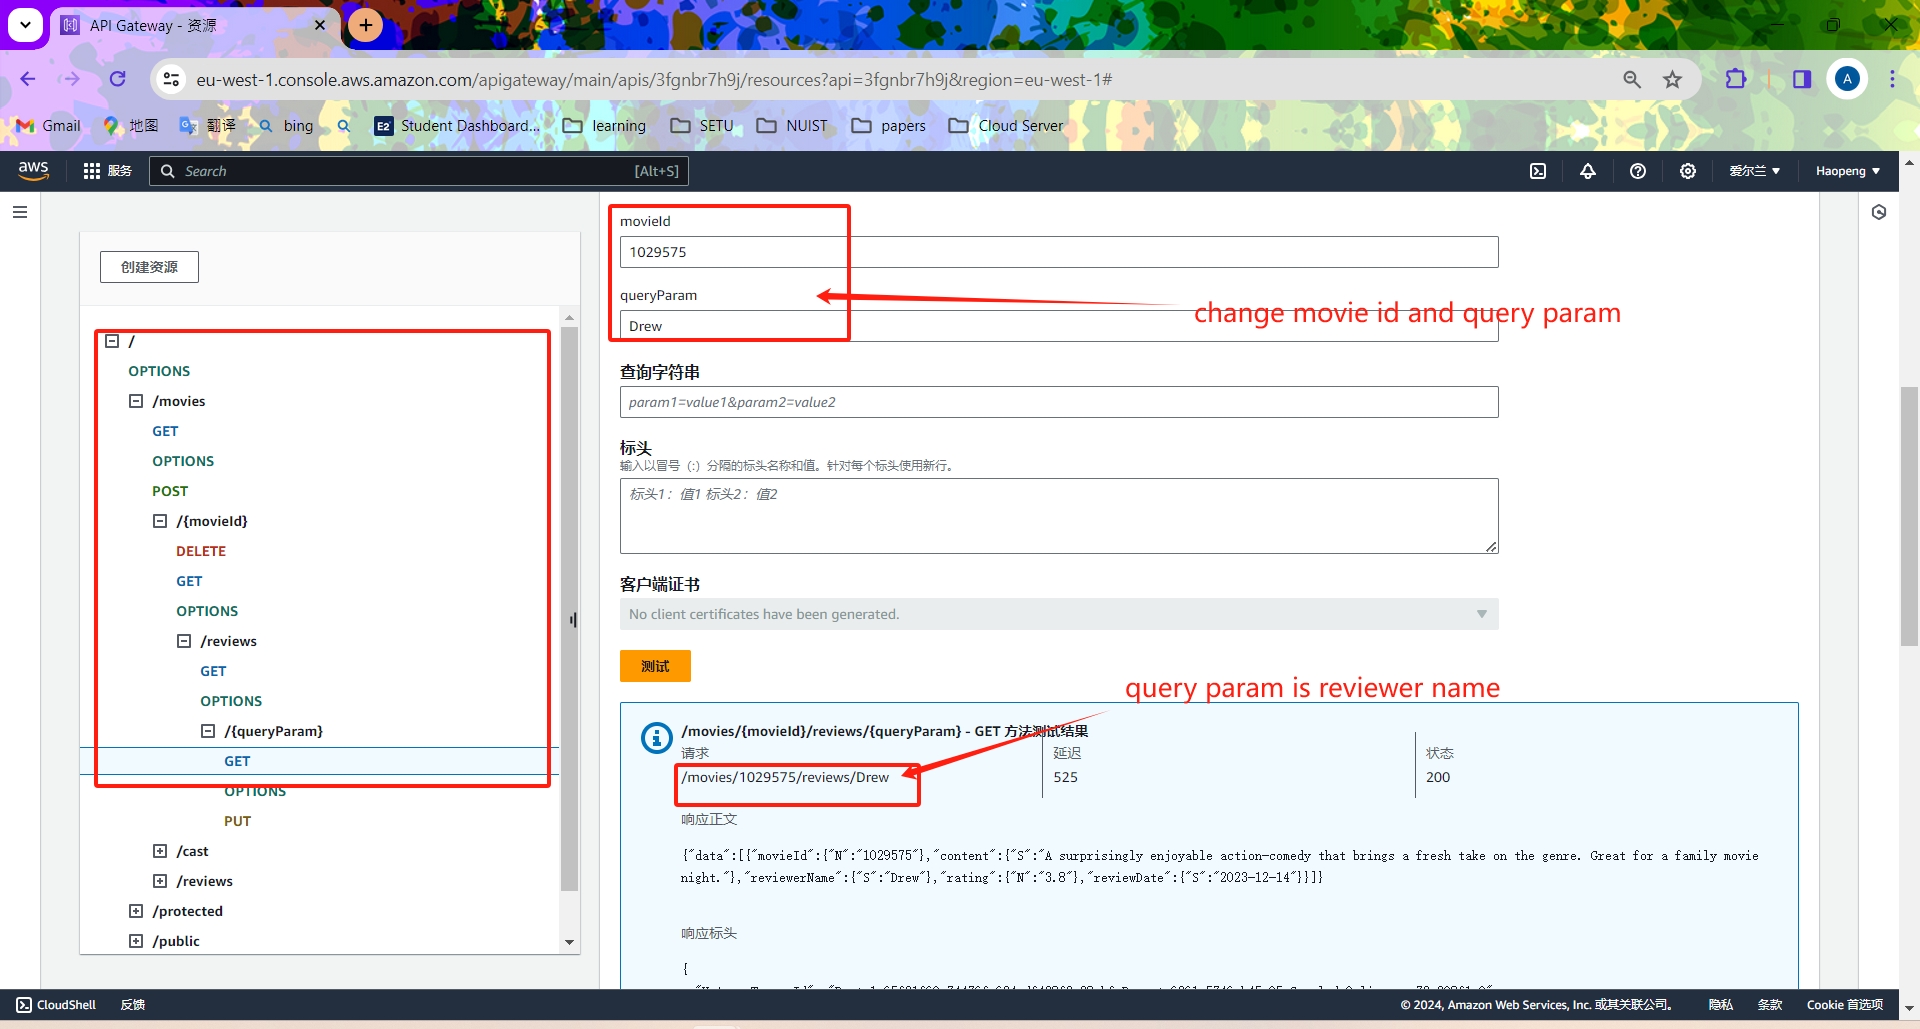 API Gateway - 资源
eu-west-1.console.aws.amazon.com/apigateway/main/apis/3fgnbr7h9j/resources?api=3fgnbr7h9j&region=eu-west-1#
A
Gmail 地图 翻译 bing E2 Student Dashboard... learning SETU NUIST papers Cloud Server
aws 服务 Search [Alt+S] 爱尔兰 Haopeng
创建资源
/
OPTIONS
/movies
GET
OPTIONS
POST
/{movieId}
DELETE
GET
OPTIONS
/reviews
GET
OPTIONS
/{queryParam}
GET
OPTIONS
PUT
/cast
/reviews
/protected
/public
movieId
1029575
queryParam
Drew
change movie id and query param
查询字符串
param1=value1&param2=value2
标头
输入以冒号（:）分隔的标头名称和值。针对每个标头使用新行。
标头1：值1 标头2：值2
客户端证书
No client certificates have been generated.
测试
query param is reviewer name
/movies/{movieId}/reviews/{queryParam} - GET 方法测试结果
请求
/movies/1029575/reviews/Drew
延迟
525
状态
200
响应正文
{"data":[{"movieId":{"N":"1029575"},"content":{"S":"A surprisingly enjoyable action-comedy that brings a fresh take on the genre. Great for a family movie
night."},"reviewerName":{"S":"Drew"},"rating":{"N":"3.8"},"reviewDate":{"S":"2023-12-14"}}]}
响应标头
{
CloudShell 反馈 © 2024, Amazon Web Services, Inc. 或其关联公司。 隐私 条款 Cookie 首选项